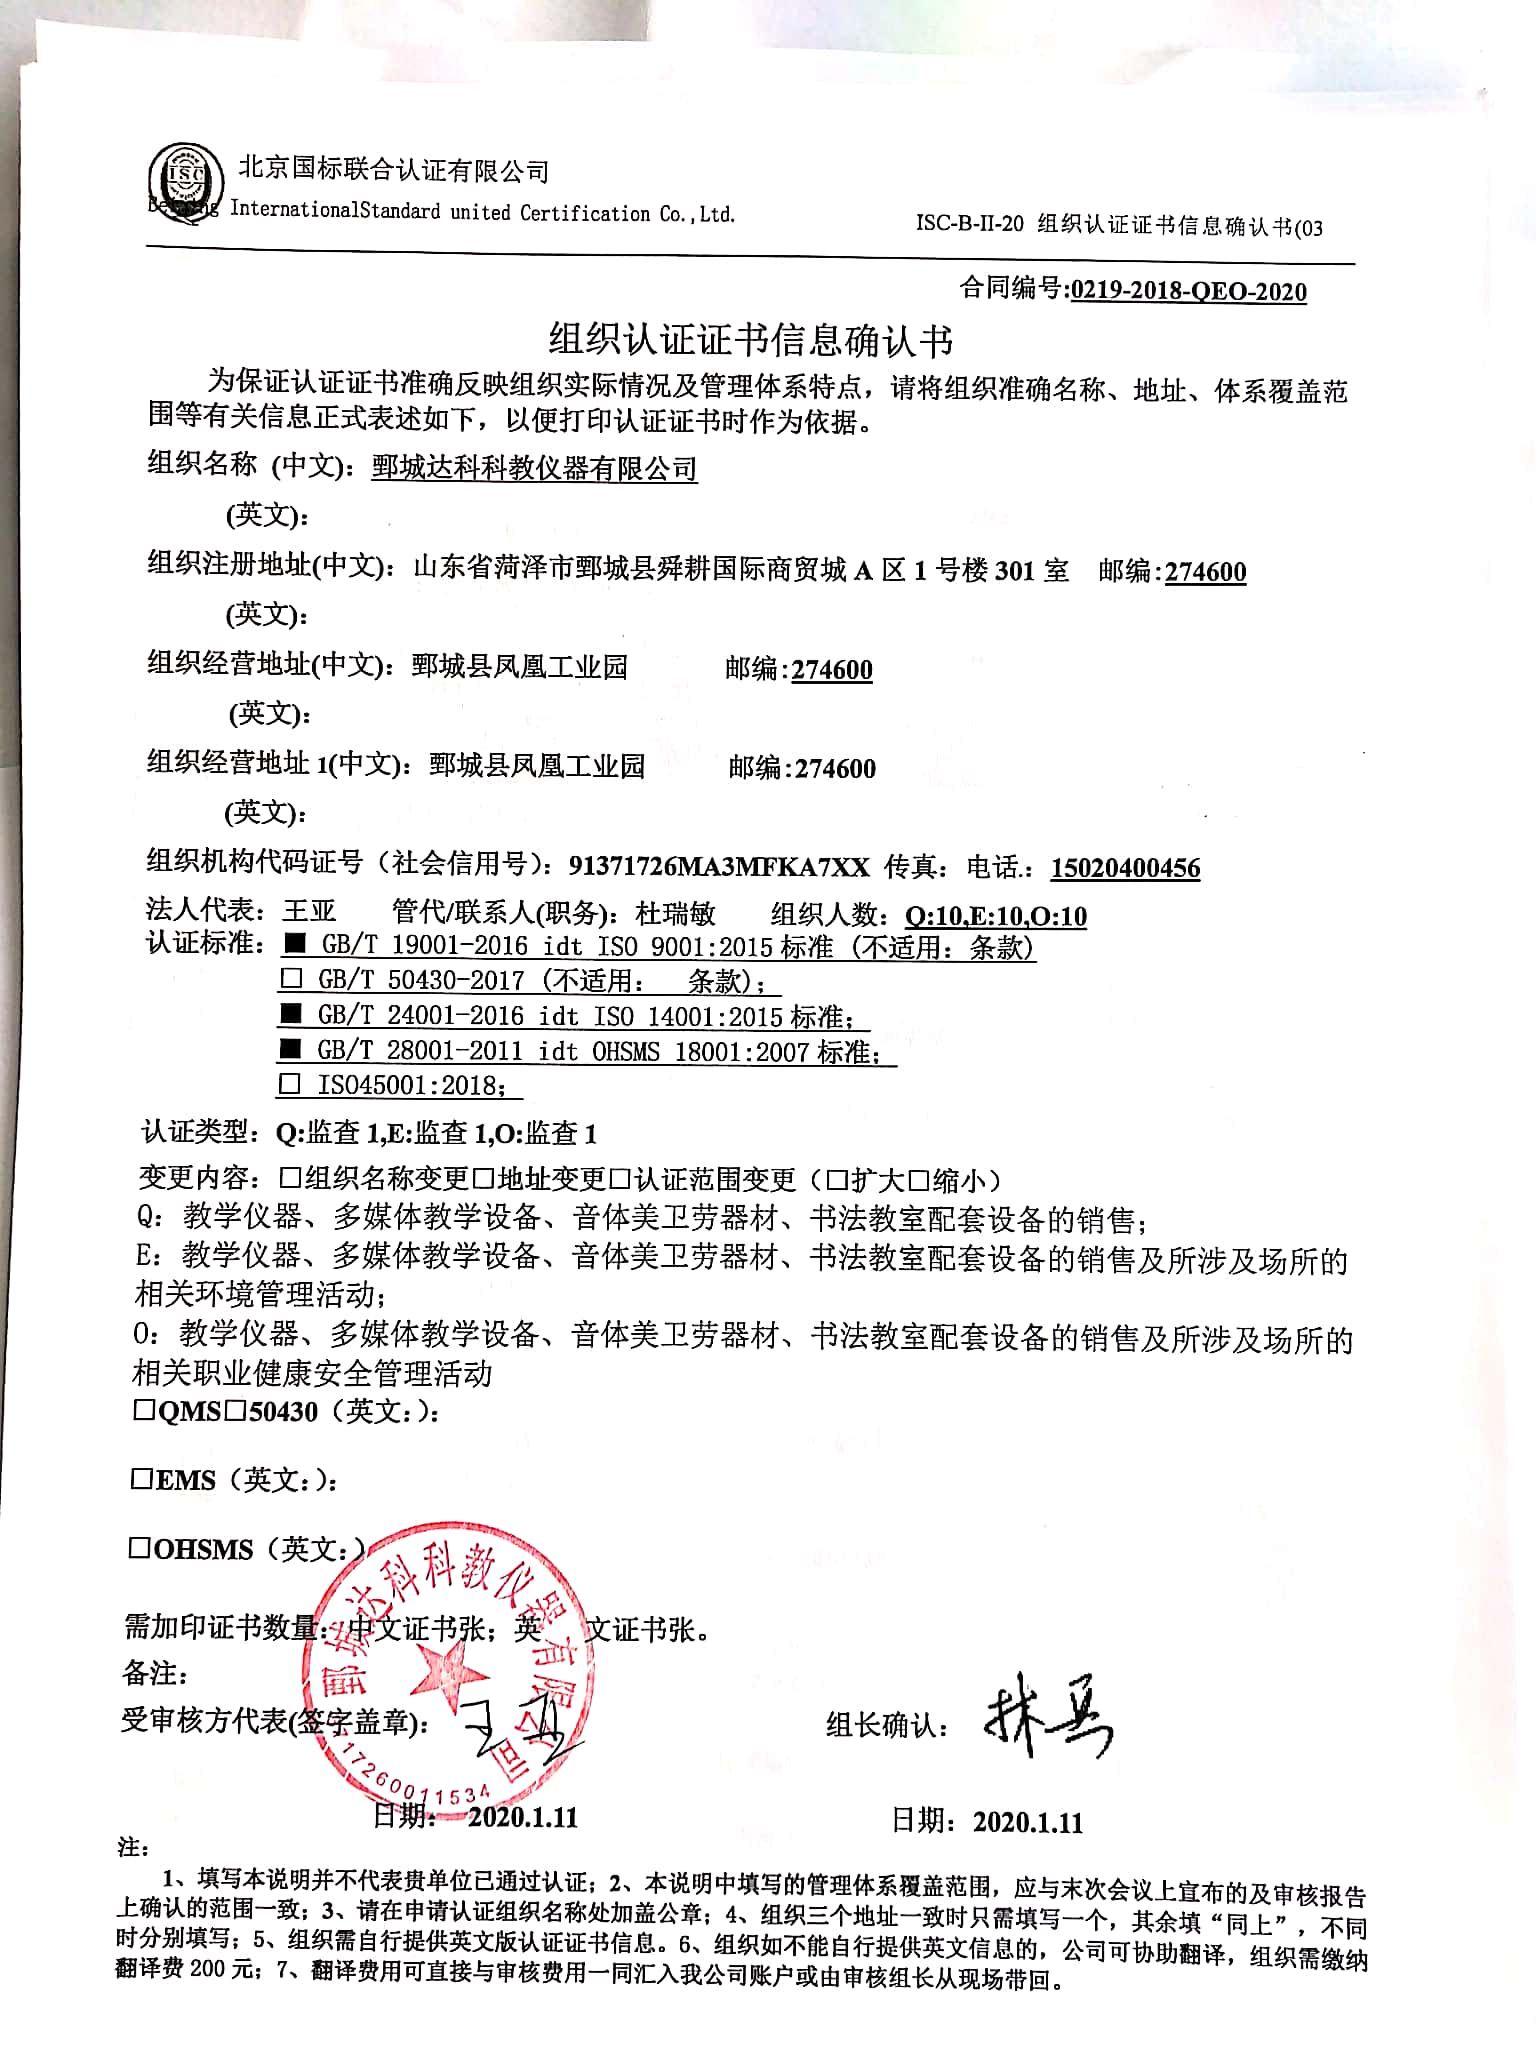 北京国标联合认证有限公司
Beijing InternationalStandard united Certification Co.,Ltd.
ISC-B-II-20 组织认证证书信息确认书(03
合同编号:0219-2018-QEO-2020
组织认证证书信息确认书
为保证认证证书准确反映组织实际情况及管理体系特点，请将组织准确名称、地址、体系覆盖范
围等有关信息正式表述如下，以便打印认证证书时作为依据。
组织名称 (中文)：鄄城达科科教仪器有限公司
(英文)：
组织注册地址(中文)：山东省菏泽市鄄城县舜耕国际商贸城 A 区 1 号楼 301 室 邮编:274600
(英文)：
组织经营地址(中文)：鄄城县凤凰工业园 邮编:274600
(英文)：
组织经营地址 1(中文)：鄄城县凤凰工业园 邮编:274600
(英文)：
组织机构代码证号（社会信用号）：91371726MA3MFKA7XX 传真：电话.：15020400456
法人代表：王亚 管代/联系人(职务)：杜瑞敏 组织人数：Q:10,E:10,O:10
认证标准：■ GB/T 19001-2016 idt ISO 9001:2015 标准 (不适用：条款)
□ GB/T 50430-2017 (不适用： 条款)；
■ GB/T 24001-2016 idt ISO 14001:2015 标准；
■ GB/T 28001-2011 idt OHSMS 18001:2007 标准；
□ ISO45001:2018；
认证类型：Q:监查 1,E:监查 1,O:监查 1
变更内容：□组织名称变更□地址变更□认证范围变更（□扩大□缩小）
Q：教学仪器、多媒体教学设备、音体美卫劳器材、书法教室配套设备的销售；
E：教学仪器、多媒体教学设备、音体美卫劳器材、书法教室配套设备的销售及所涉及场所的
相关环境管理活动；
O：教学仪器、多媒体教学设备、音体美卫劳器材、书法教室配套设备的销售及所涉及场所的
相关职业健康安全管理活动
□QMS□50430（英文：）：
□EMS（英文：）：
□OHSMS（英文：）
鄄城达科科教仪器有限公司
需加印证书数量：中文证书张；英 文证书张。
备注：
受审核方代表(签字盖章)：王亚
组长确认：林兵
17260011534
日期： 2020.1.11
日期：2020.1.11
注：
1、填写本说明并不代表贵单位已通过认证；2、本说明中填写的管理体系覆盖范围，应与末次会议上宣布的及审核报告
上确认的范围一致；3、请在申请认证组织名称处加盖公章；4、组织三个地址一致时只需填写一个，其余填“同上”，不同
时分别填写；5、组织需自行提供英文版认证证书信息。6、组织如不能自行提供英文信息的，公司可协助翻译，组织需缴纳
翻译费 200 元；7、翻译费用可直接与审核费用一同汇入我公司账户或由审核组长从现场带回。